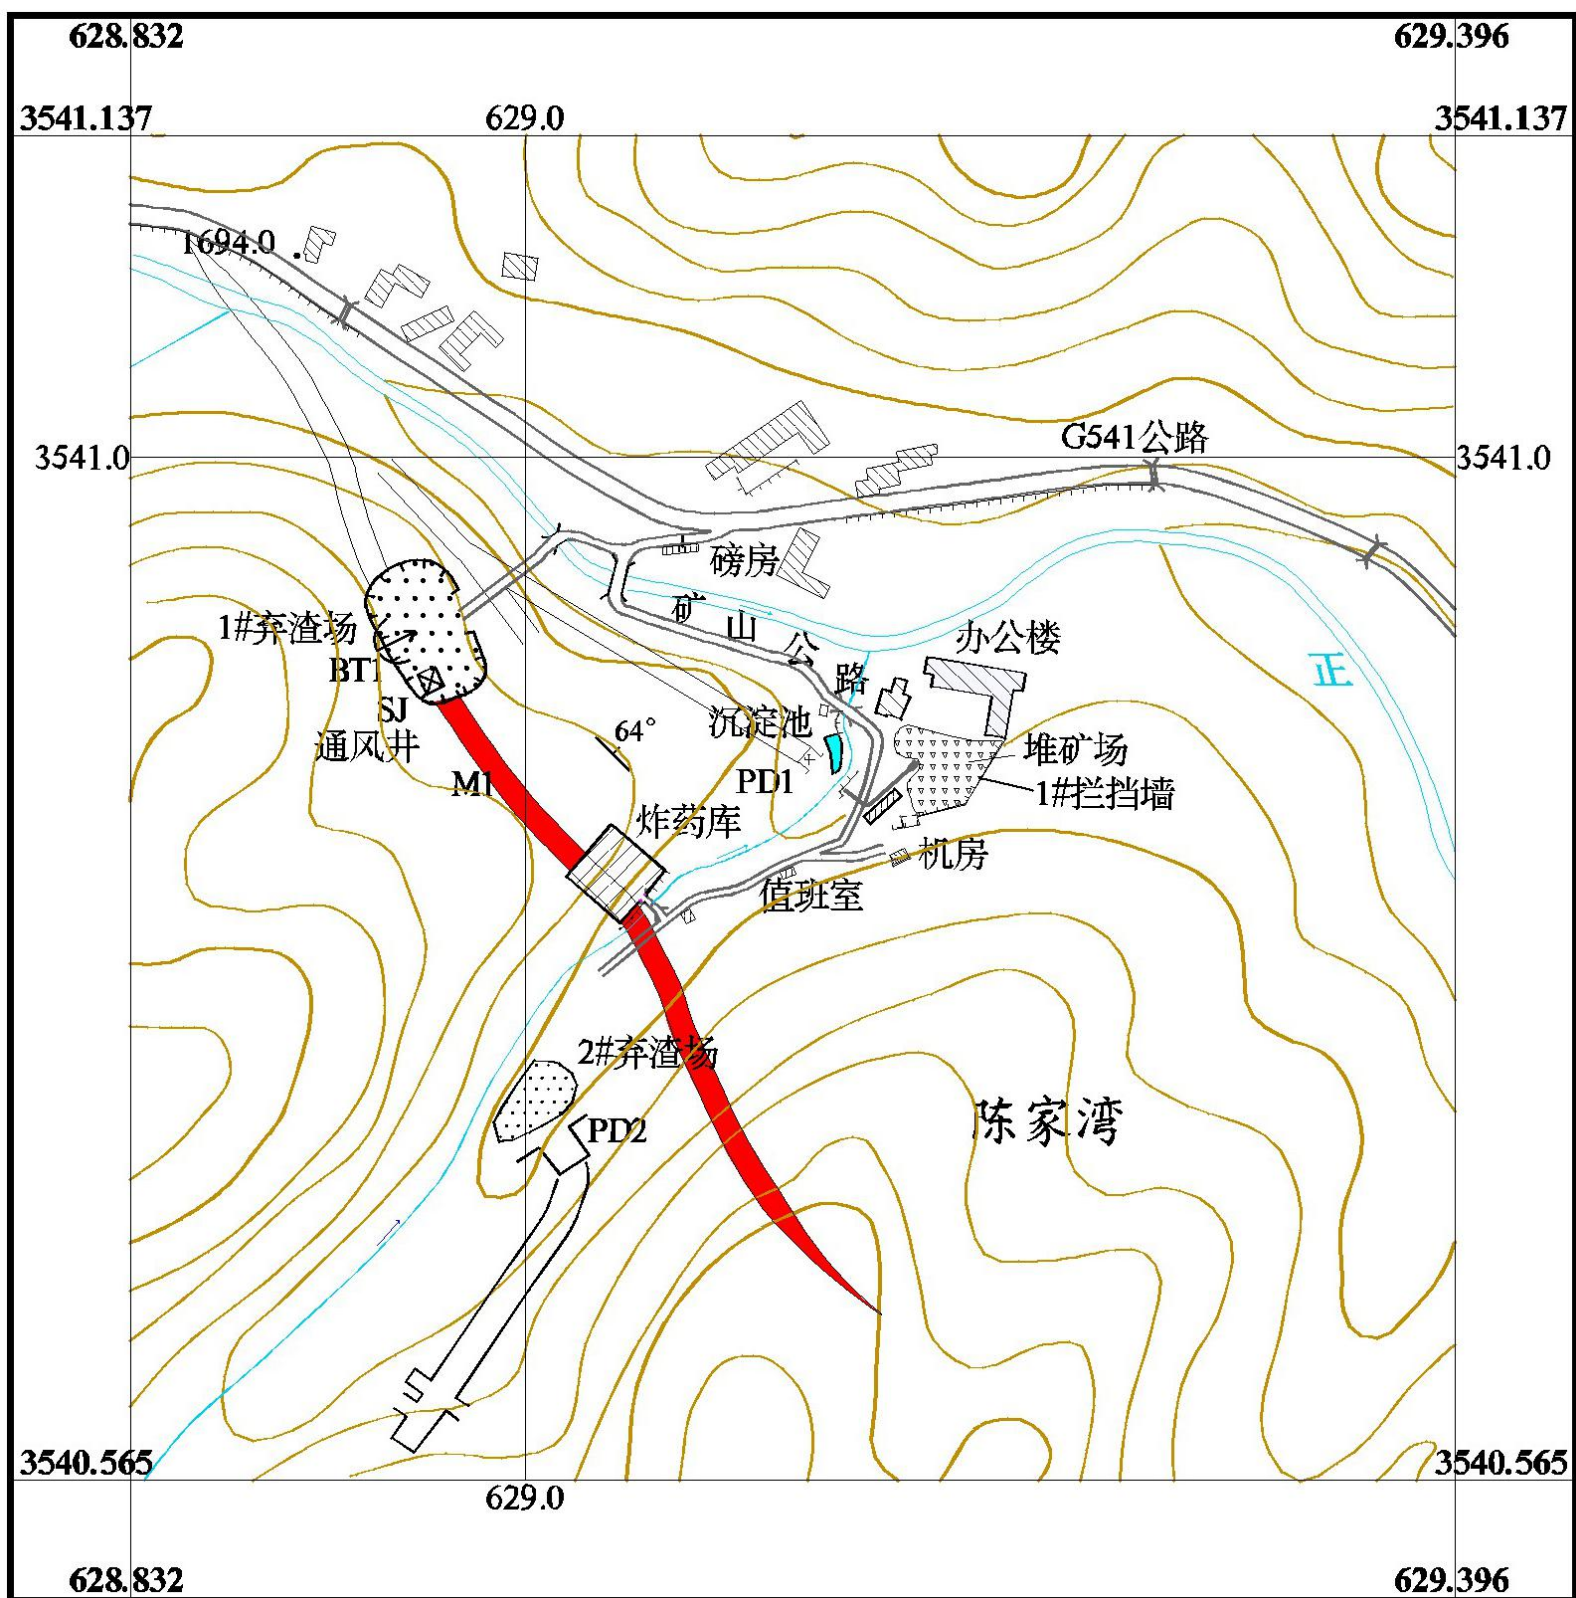 628.832
629.396
3541.137
629.0
3541.137
1694.0
G541公路
3541.0
3541.0
磅房
矿山公路
1#弃渣场
办公楼
BT1
正
SJ
沉淀池
64°
通风井
堆矿场
M1
PD1
1#拦挡墙
炸药库
机房
值班室
2#弃渣场
陈家湾
PD2
3540.565
3540.565
629.0
628.832
629.396